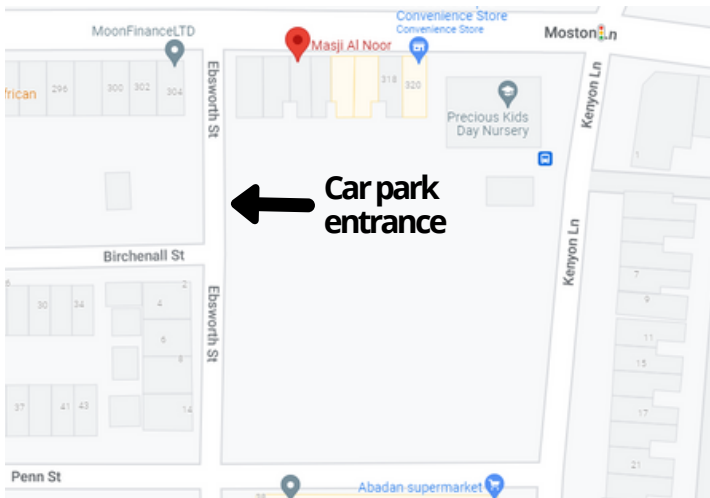 Convenience Store
Convenience Store
MoonFinanceLTD
Moston Ln
Masji Al Noor
rican
296
300
302
304
318
320
Ebsworth St
Kenyon Ln
Precious Kids
Day Nursery
1
Car park
entrance
Birchenall St
Kenyon Ln
Ebsworth St
30
34
2
4
6
8
14
37
41
43
7
9
11
15
17
21
Penn St
Abadan supermarket